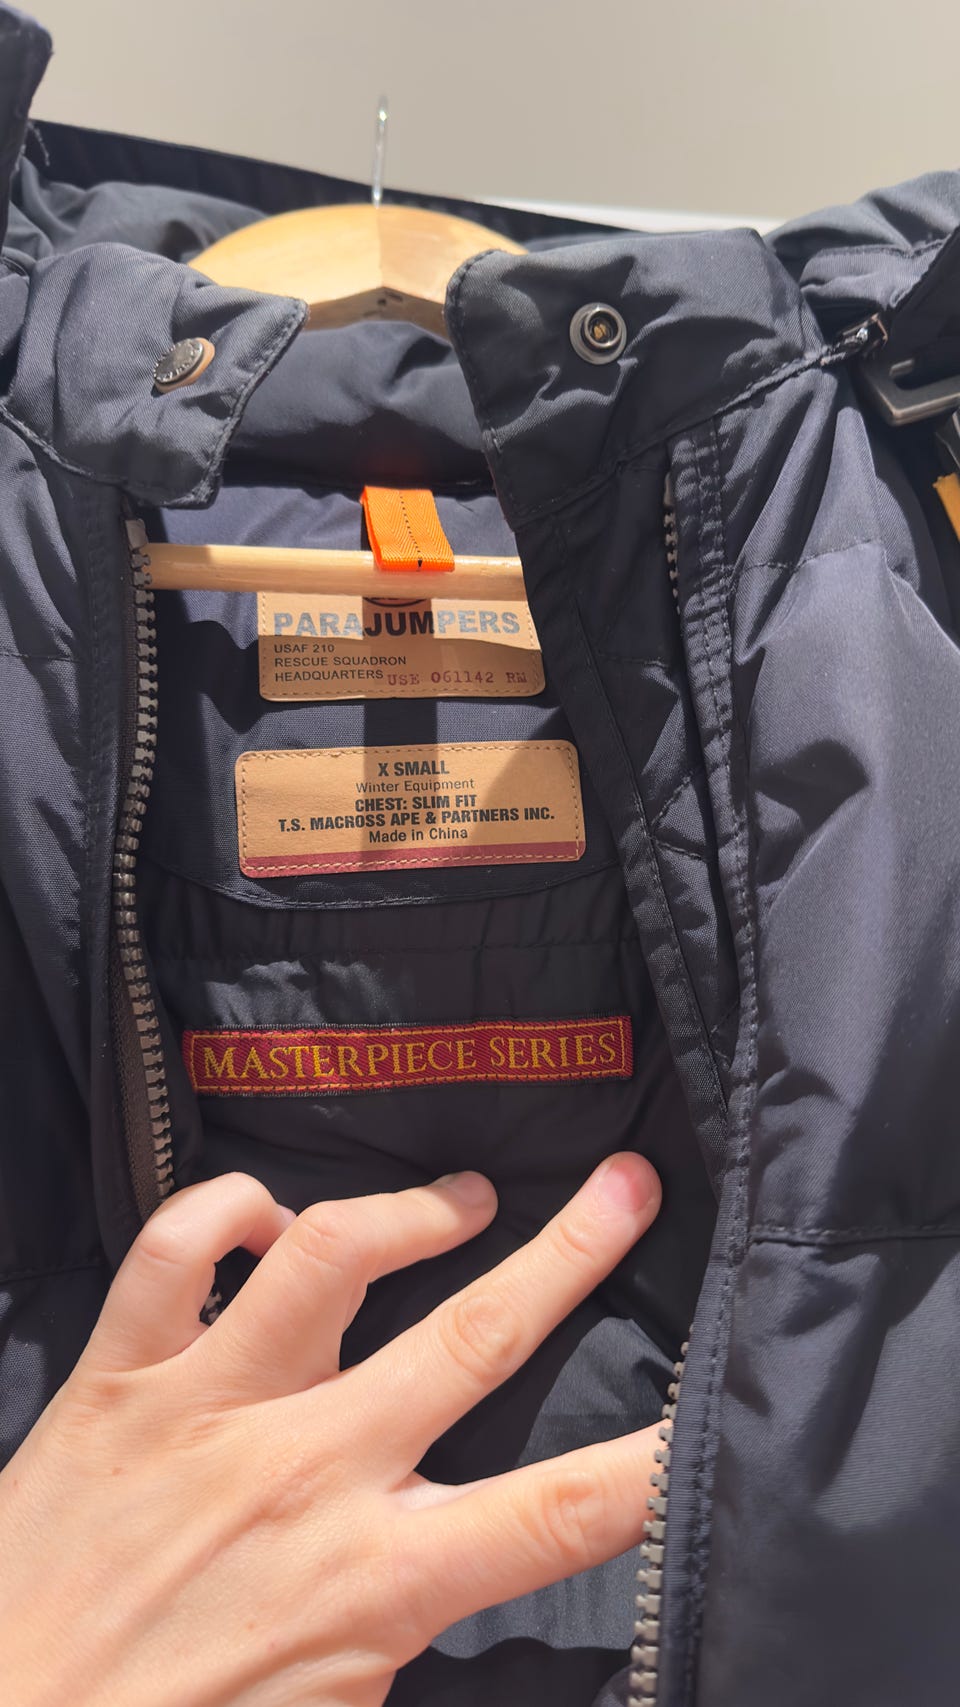 PARAJUMPERS
USAF 210
RESCUE SQUADRON
HEADQUARTERS USE 061142 RM
X SMALL
Winter Equipment
CHEST: SLIM FIT
T.S. MACROSS APE & PARTNERS INC.
Made in China
MASTERPIECE SERIES